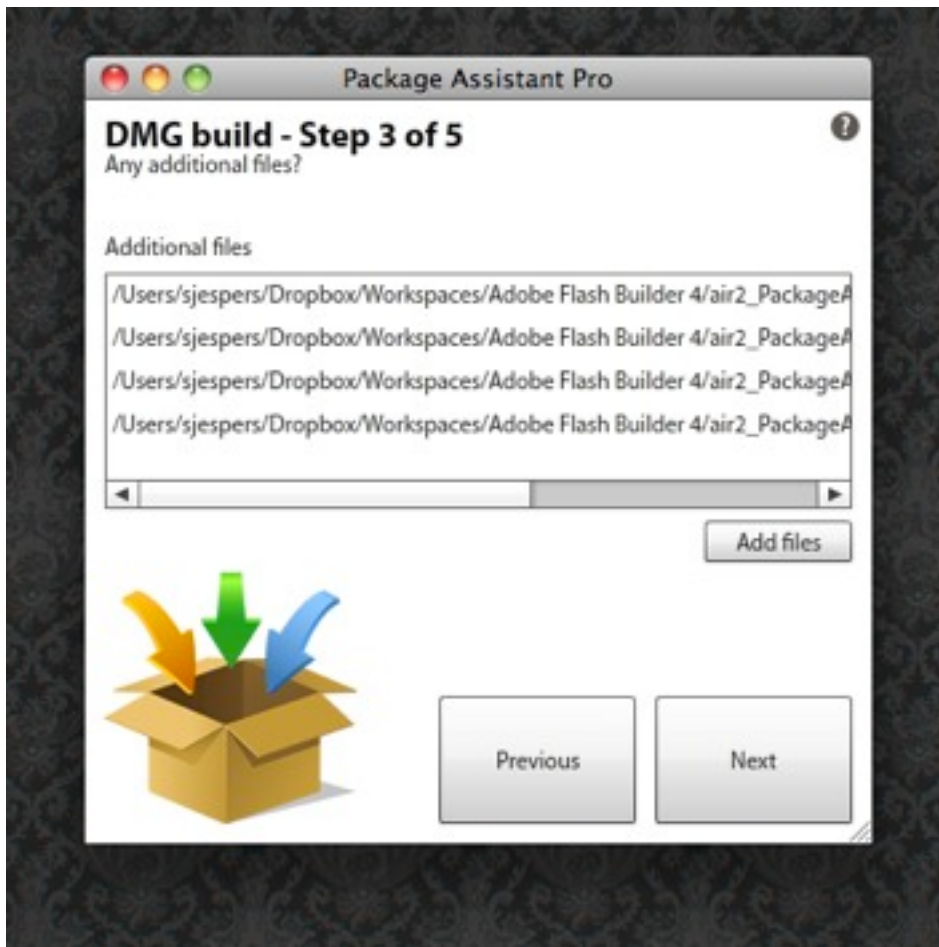 Package Assistant Pro
DMG build - Step 3 of 5
?
Any additional files?
Additional files
/Users/sjespers/Dropbox/Workspaces/Adobe Flash Builder 4/air2_PackageA
/Users/sjespers/Dropbox/Workspaces/Adobe Flash Builder 4/air2_PackageA
/Users/sjespers/Dropbox/Workspaces/Adobe Flash Builder 4/air2_PackageA
/Users/sjespers/Dropbox/Workspaces/Adobe Flash Builder 4/air2_PackageA
Add files
Previous
Next